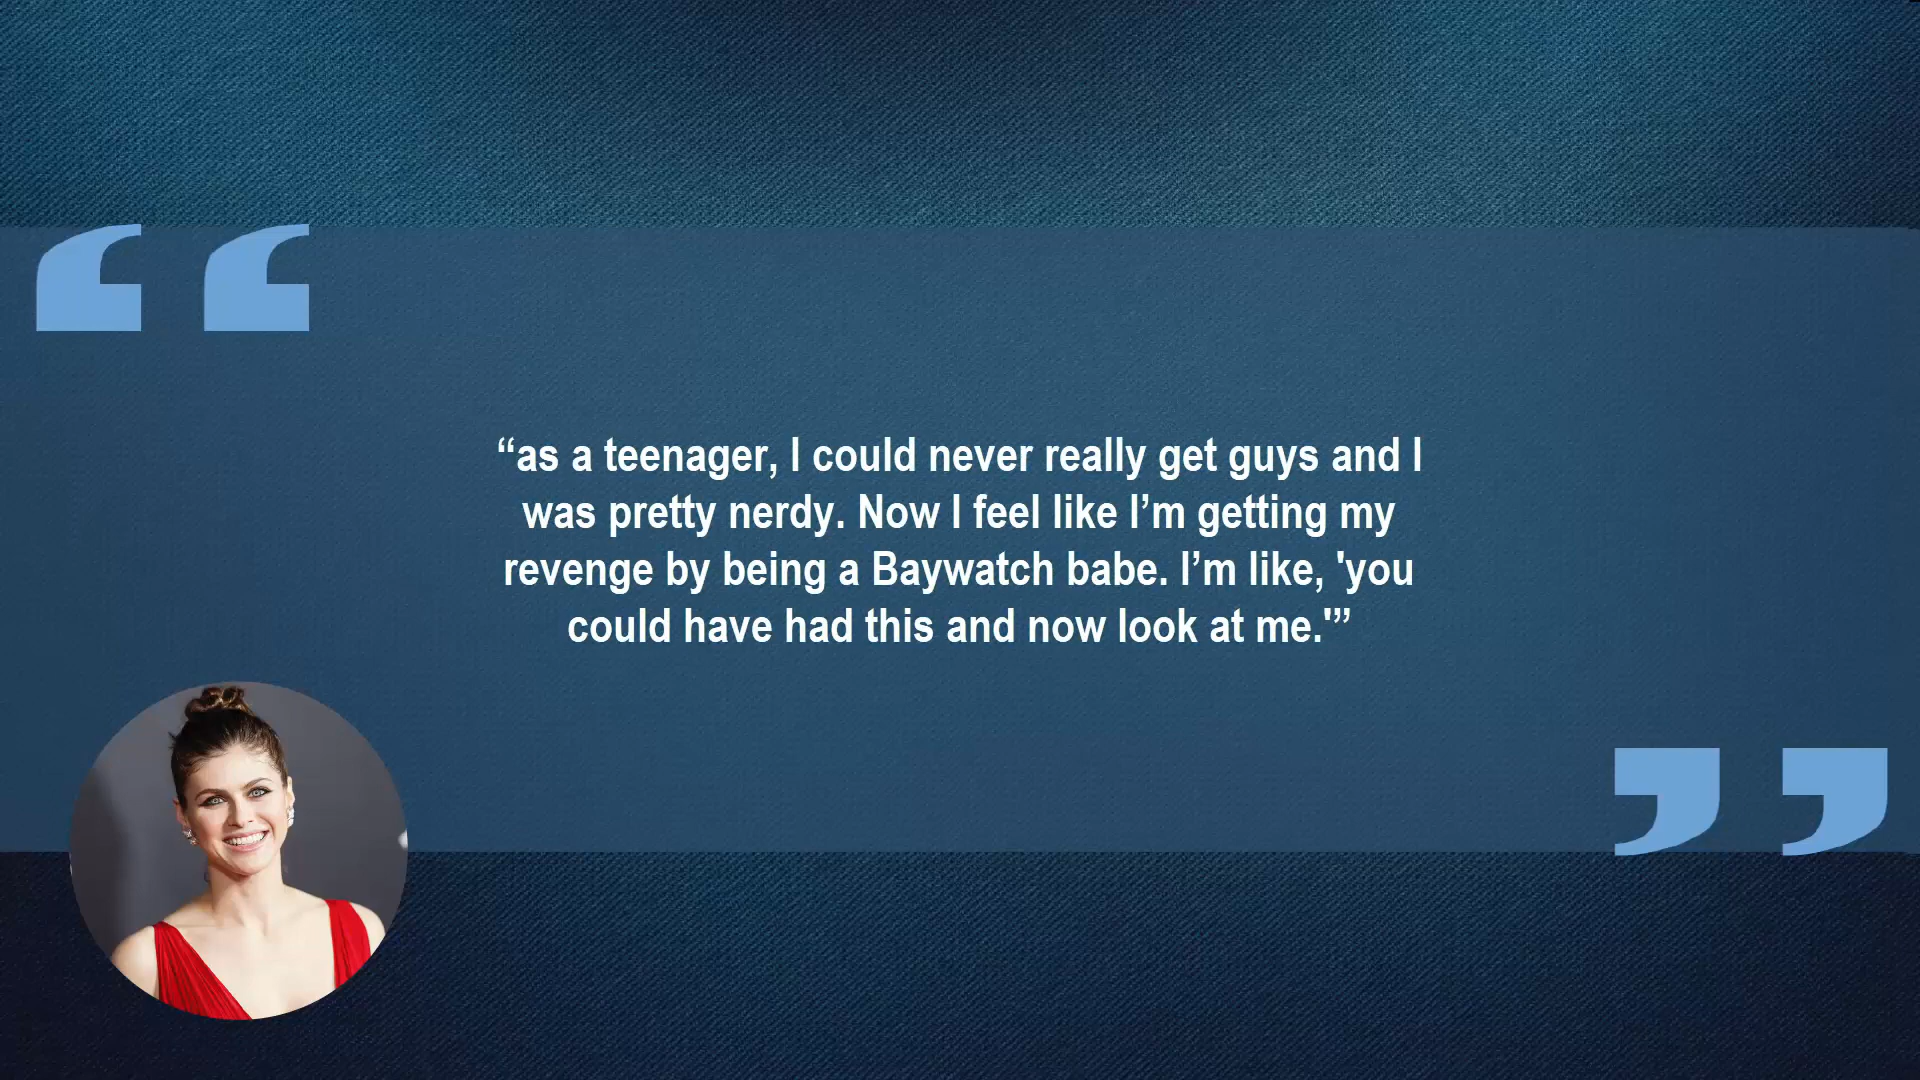 “as a teenager, I could never really get guys and I
was pretty nerdy. Now I feel like I’m getting my
revenge by being a Baywatch babe. I’m like, 'you
could have had this and now look at me.'”